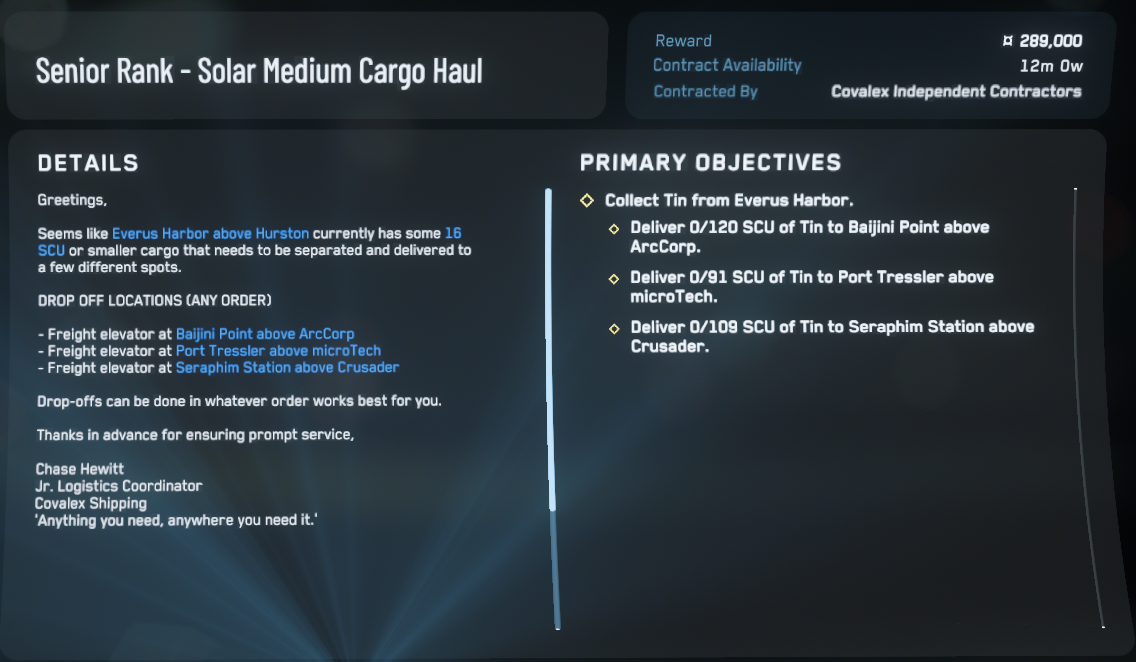 Senior Rank - Solar Medium Cargo Haul
Reward ¤ 289,000
Contract Availability 12m 0w
Contracted By Covalex Independent Contractors
DETAILS
Greetings,
Seems like Everus Harbor above Hurston currently has some 16
SCU or smaller cargo that needs to be separated and delivered to
a few different spots.
DROP OFF LOCATIONS (ANY ORDER)
- Freight elevator at Baijini Point above ArcCorp
- Freight elevator at Port Tressler above microTech
- Freight elevator at Seraphim Station above Crusader
Drop-offs can be done in whatever order works best for you.
Thanks in advance for ensuring prompt service,
Chase Hewitt
Jr. Logistics Coordinator
Covalex Shipping
'Anything you need, anywhere you need it.'
PRIMARY OBJECTIVES
Collect Tin from Everus Harbor.
Deliver 0/120 SCU of Tin to Baijini Point above
ArcCorp.
Deliver 0/91 SCU of Tin to Port Tressler above
microTech.
Deliver 0/109 SCU of Tin to Seraphim Station above
Crusader.